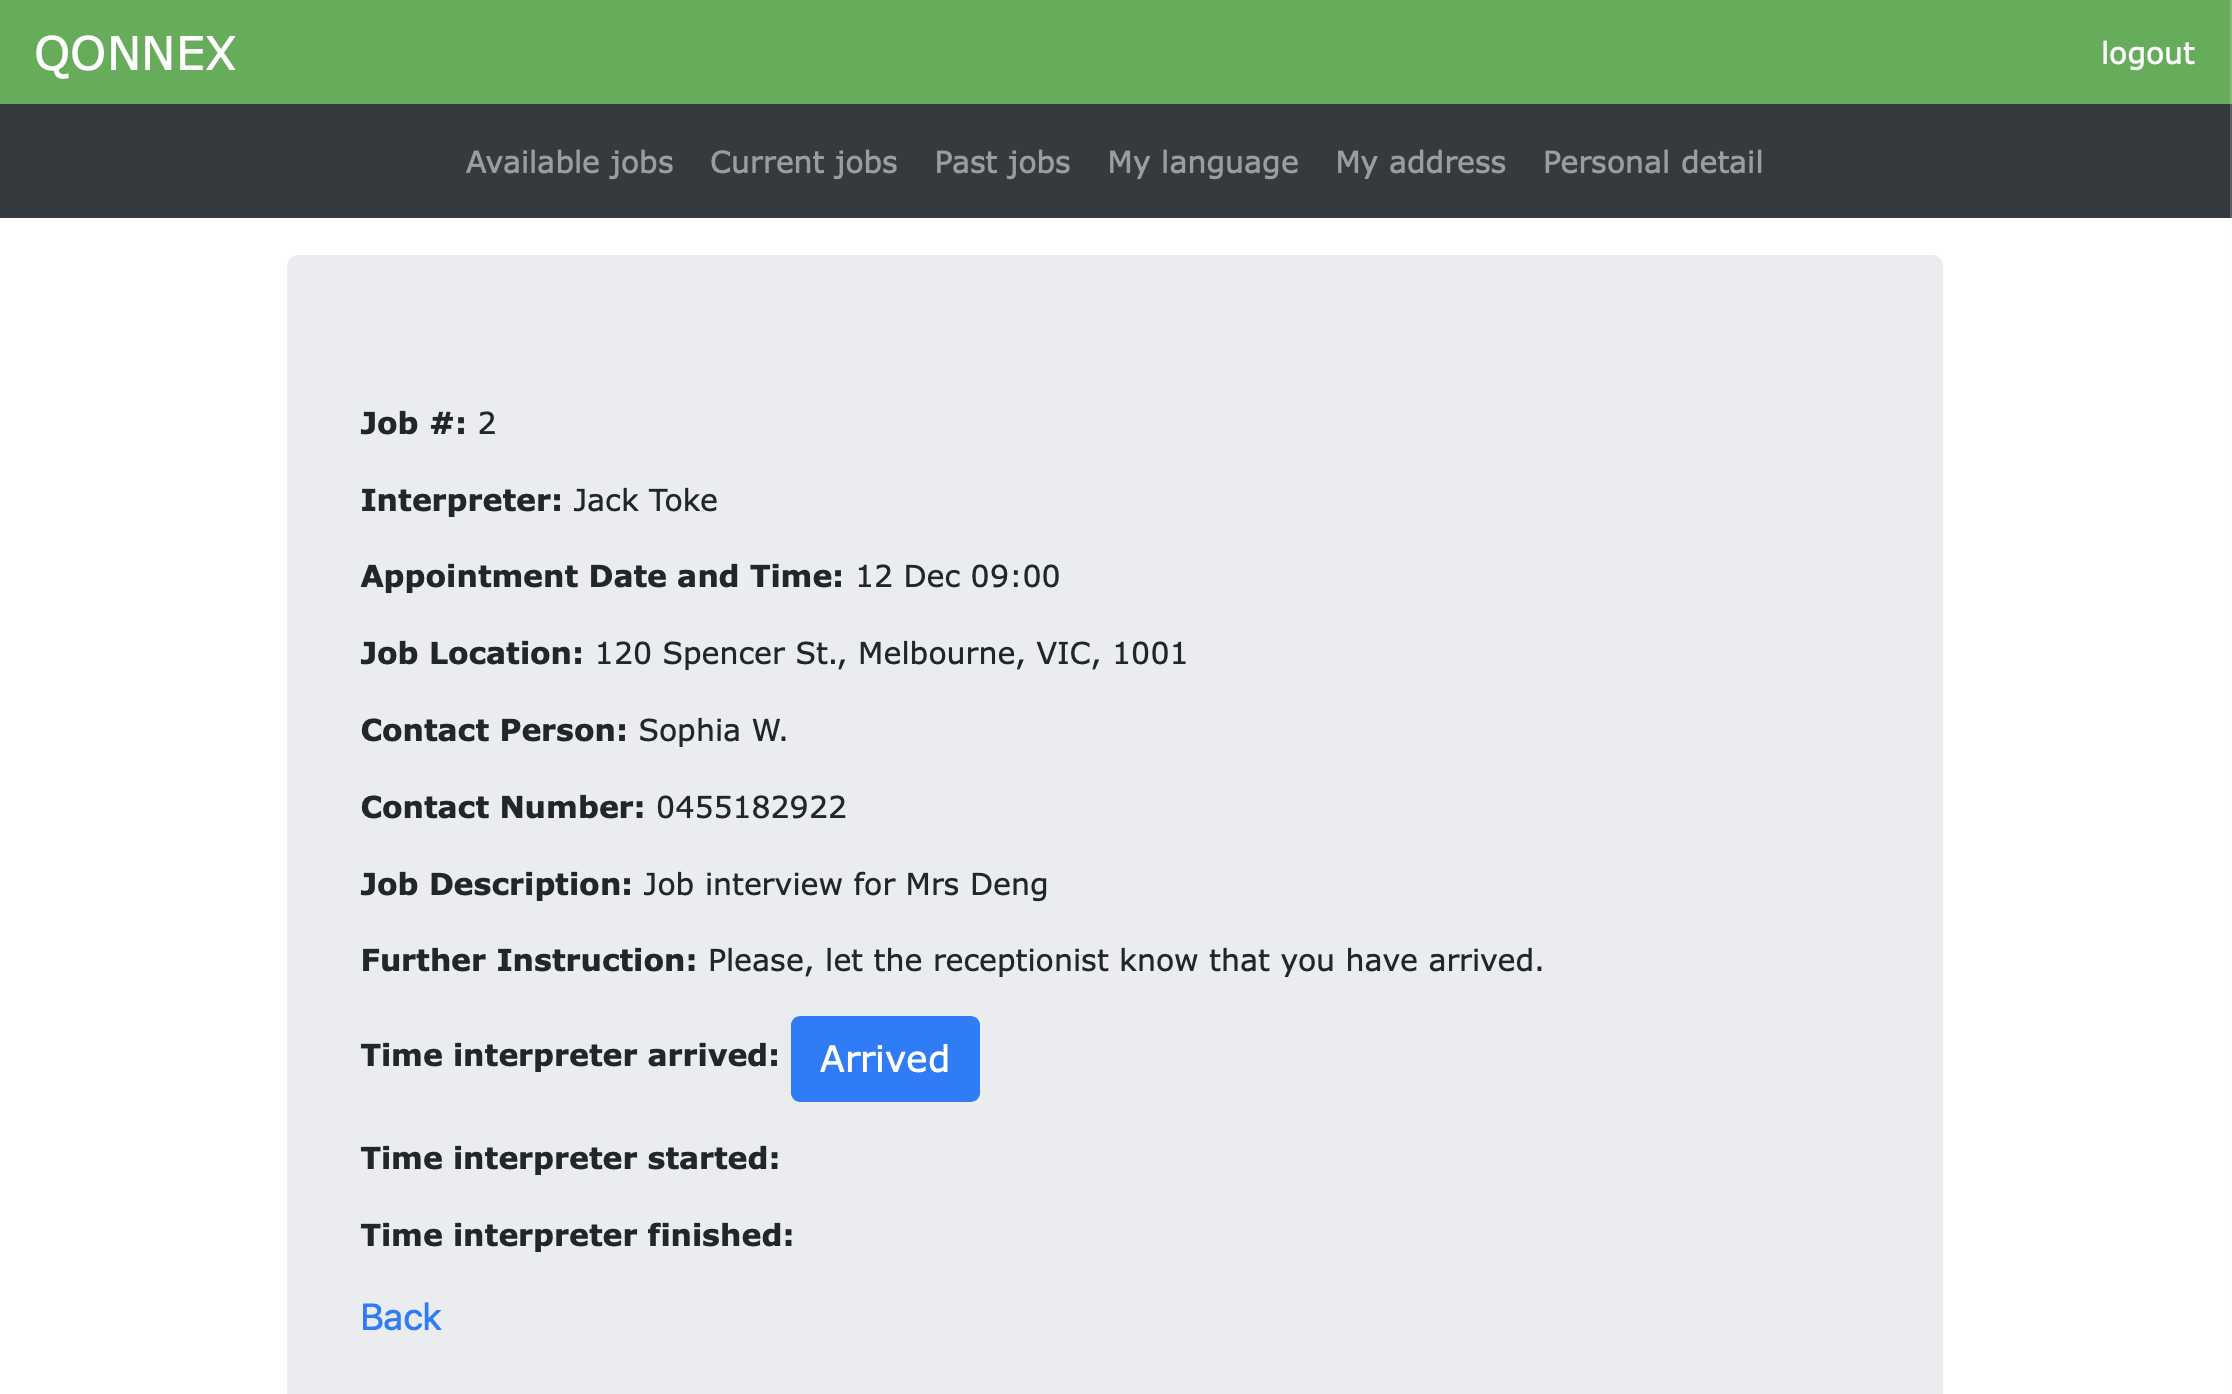 QONNEX
logout
Available jobs Current jobs Past jobs My language My address Personal detail
Job #: 2
Interpreter: Jack Toke
Appointment Date and Time: 12 Dec 09:00
Job Location: 120 Spencer St., Melbourne, VIC, 1001
Contact Person: Sophia W.
Contact Number: 0455182922
Job Description: Job interview for Mrs Deng
Further Instruction: Please, let the receptionist know that you have arrived.
Time interpreter arrived: Arrived
Time interpreter started:
Time interpreter finished:
Back